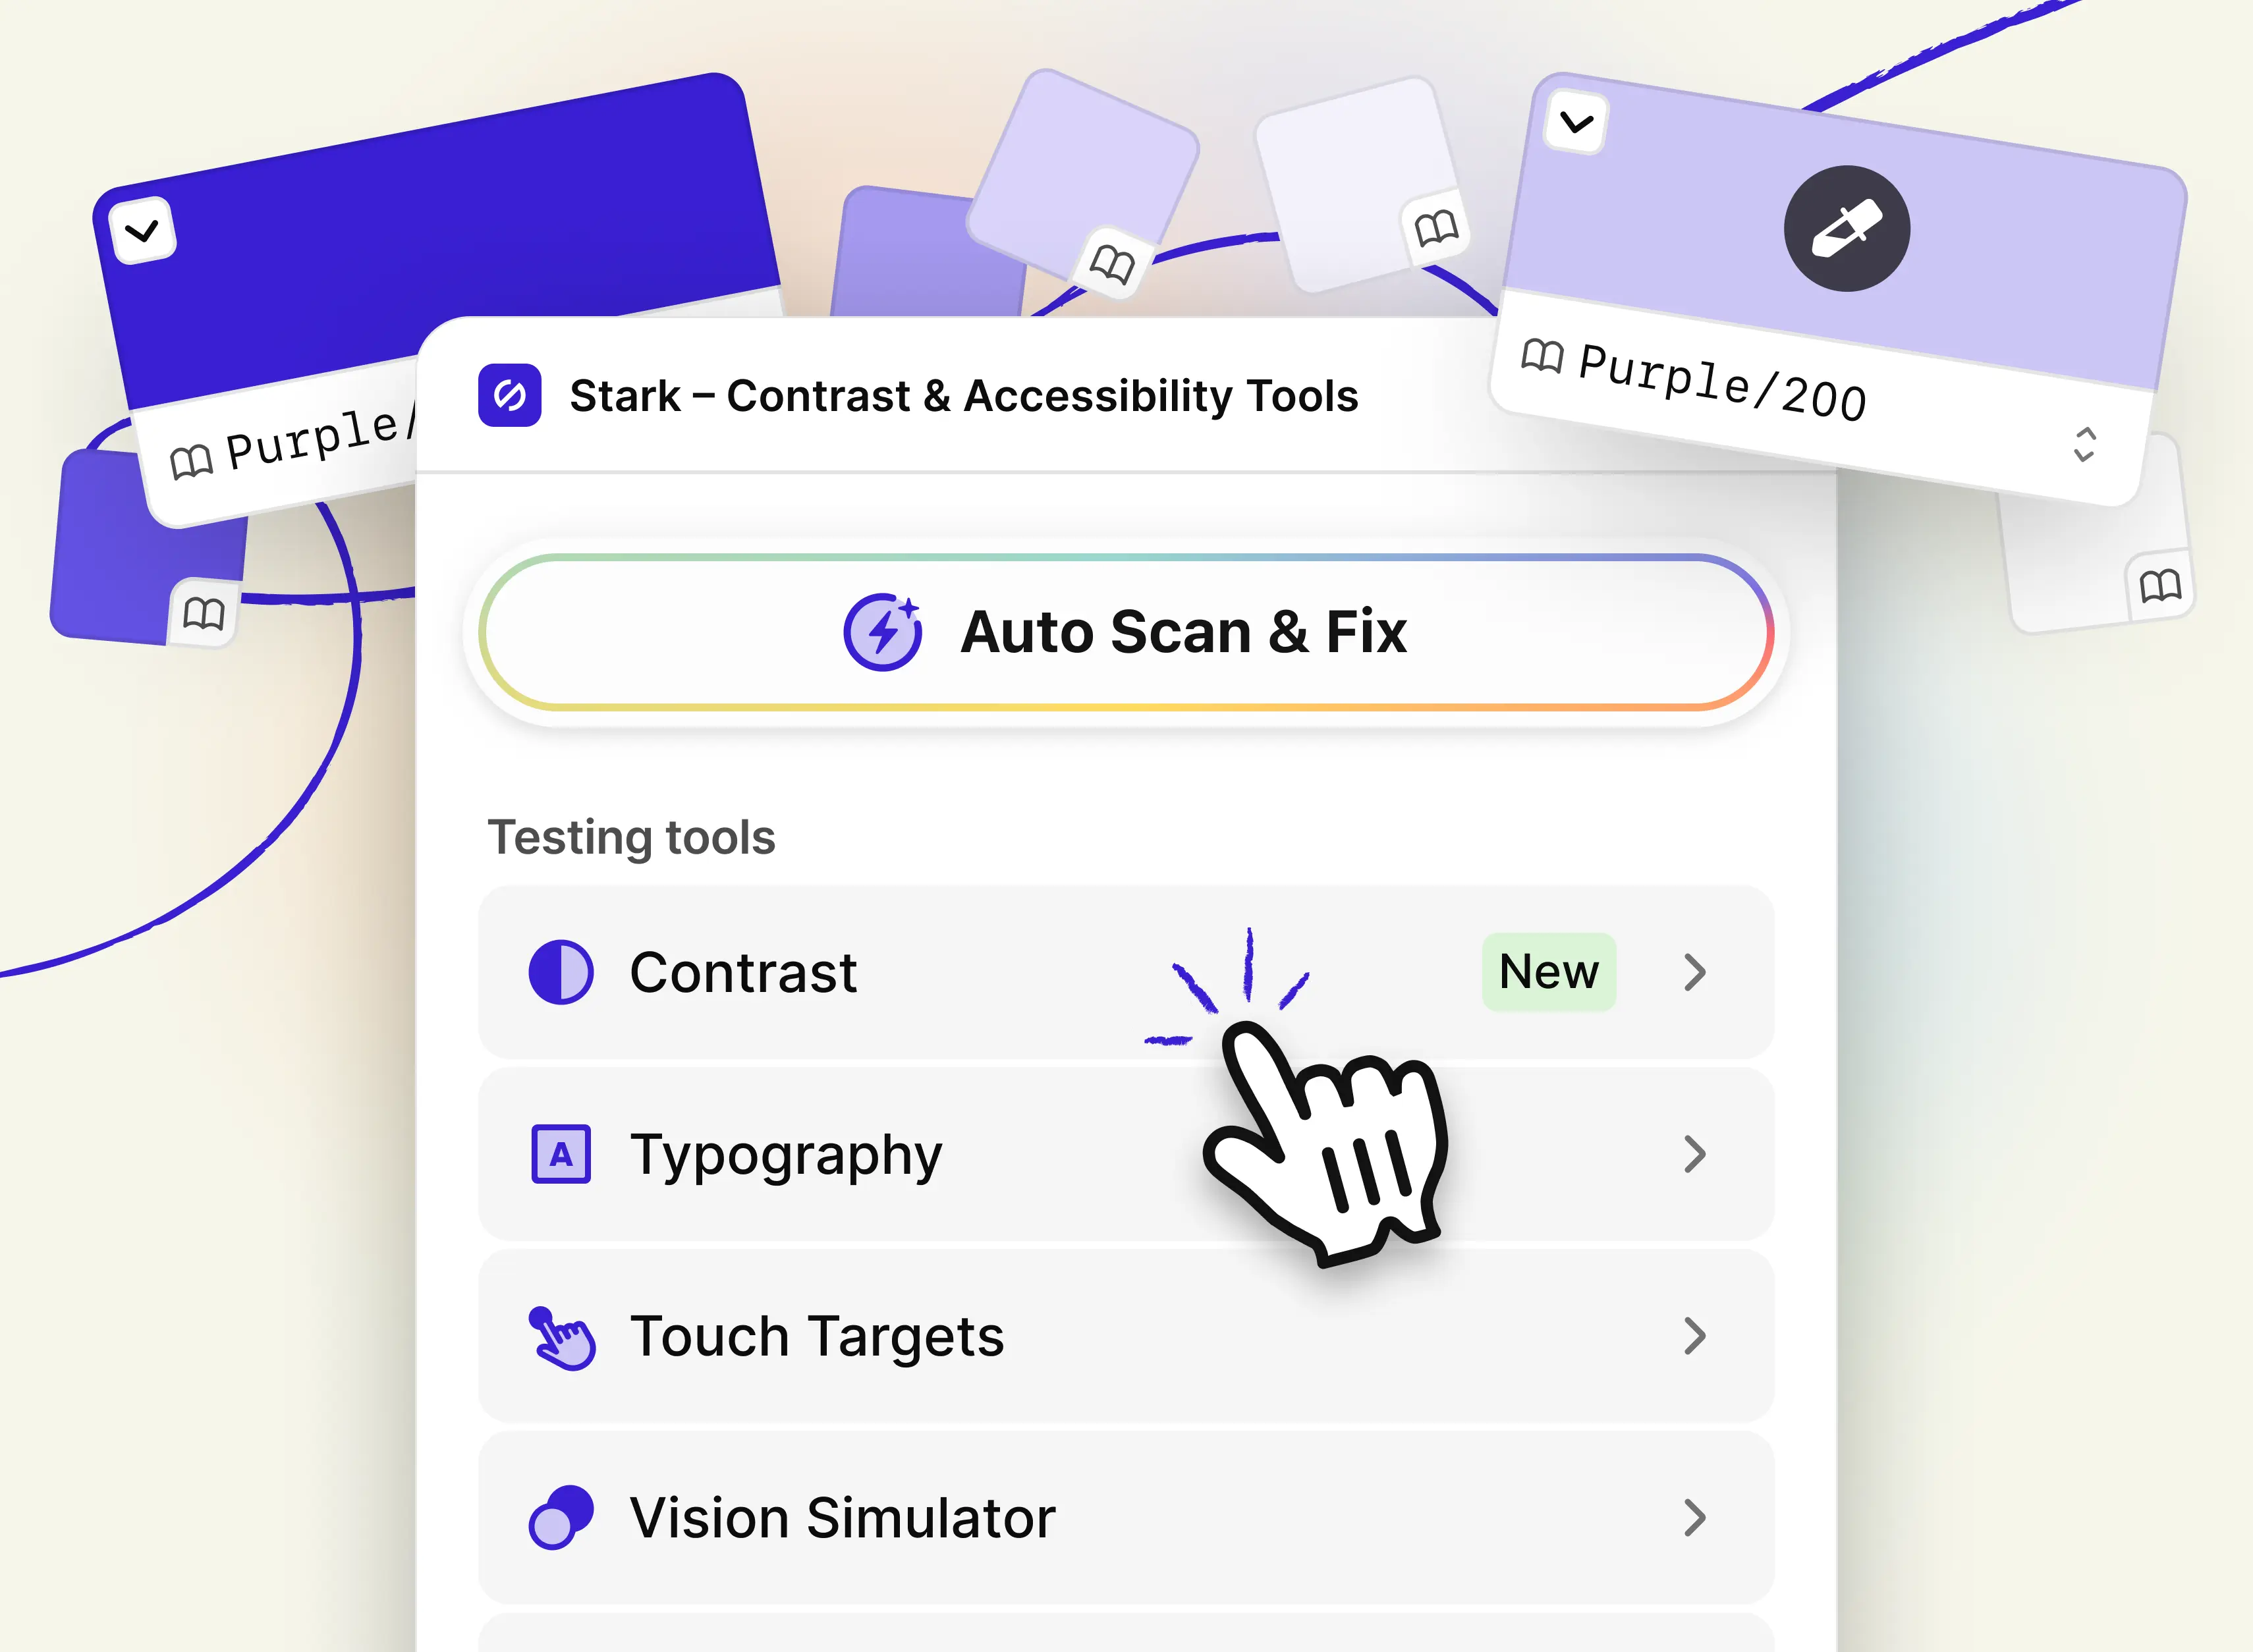 Purple/
Purple/200
Stark – Contrast & Accessibility Tools
Auto Scan & Fix
Testing tools
Contrast
New
A
Typography
Touch Targets
Vision Simulator